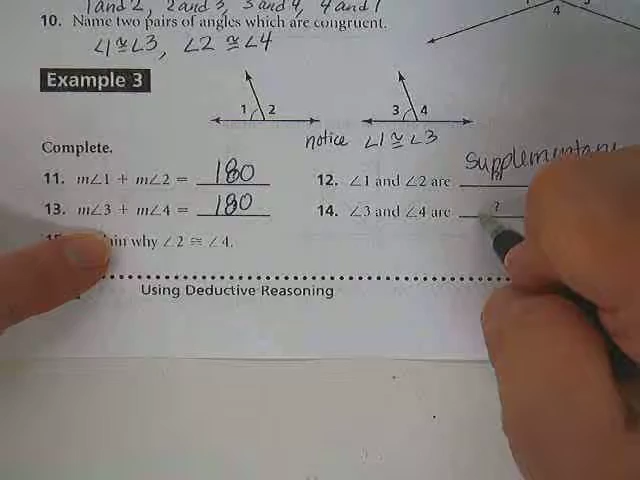 1 and 2, 2 and 3, 3 and 4, 4 and 1
10. Name two pairs of angles which are congruent.
4
∠1≅∠3, ∠2 ≅∠4
Example 3
1 2 3 4
notice ∠1≅∠3
Complete.
supplementary
11. m∠1 + m∠2 = 180 12. ∠1 and ∠2 are
13. m∠3 + m∠4 = 180 14. ∠3 and ∠4 are ?
why ∠2 ≅ ∠4.
Using Deductive Reasoning